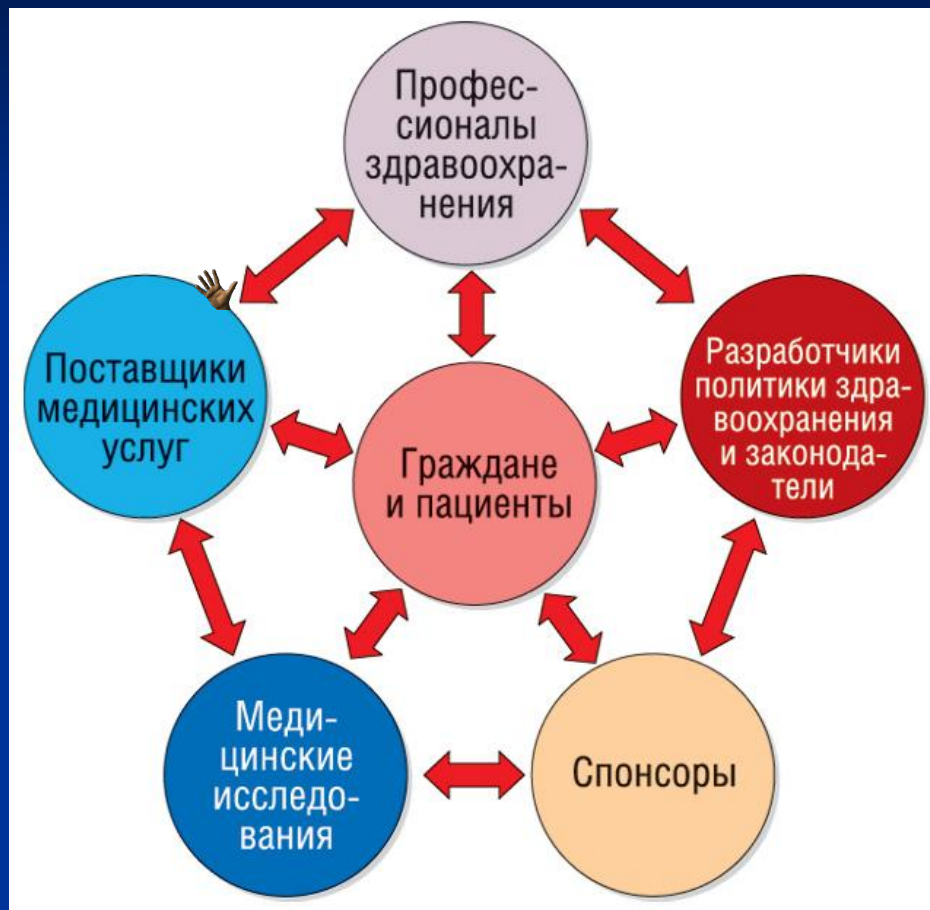 Профес-
сионалы
здравоохра-
нения
Поставщики
медицинских
услуг
Разработчики
политики здра-
воохранения
и законода-
тели
Граждане
и пациенты
Меди-
цинские
исследо-
вания
Спонсоры